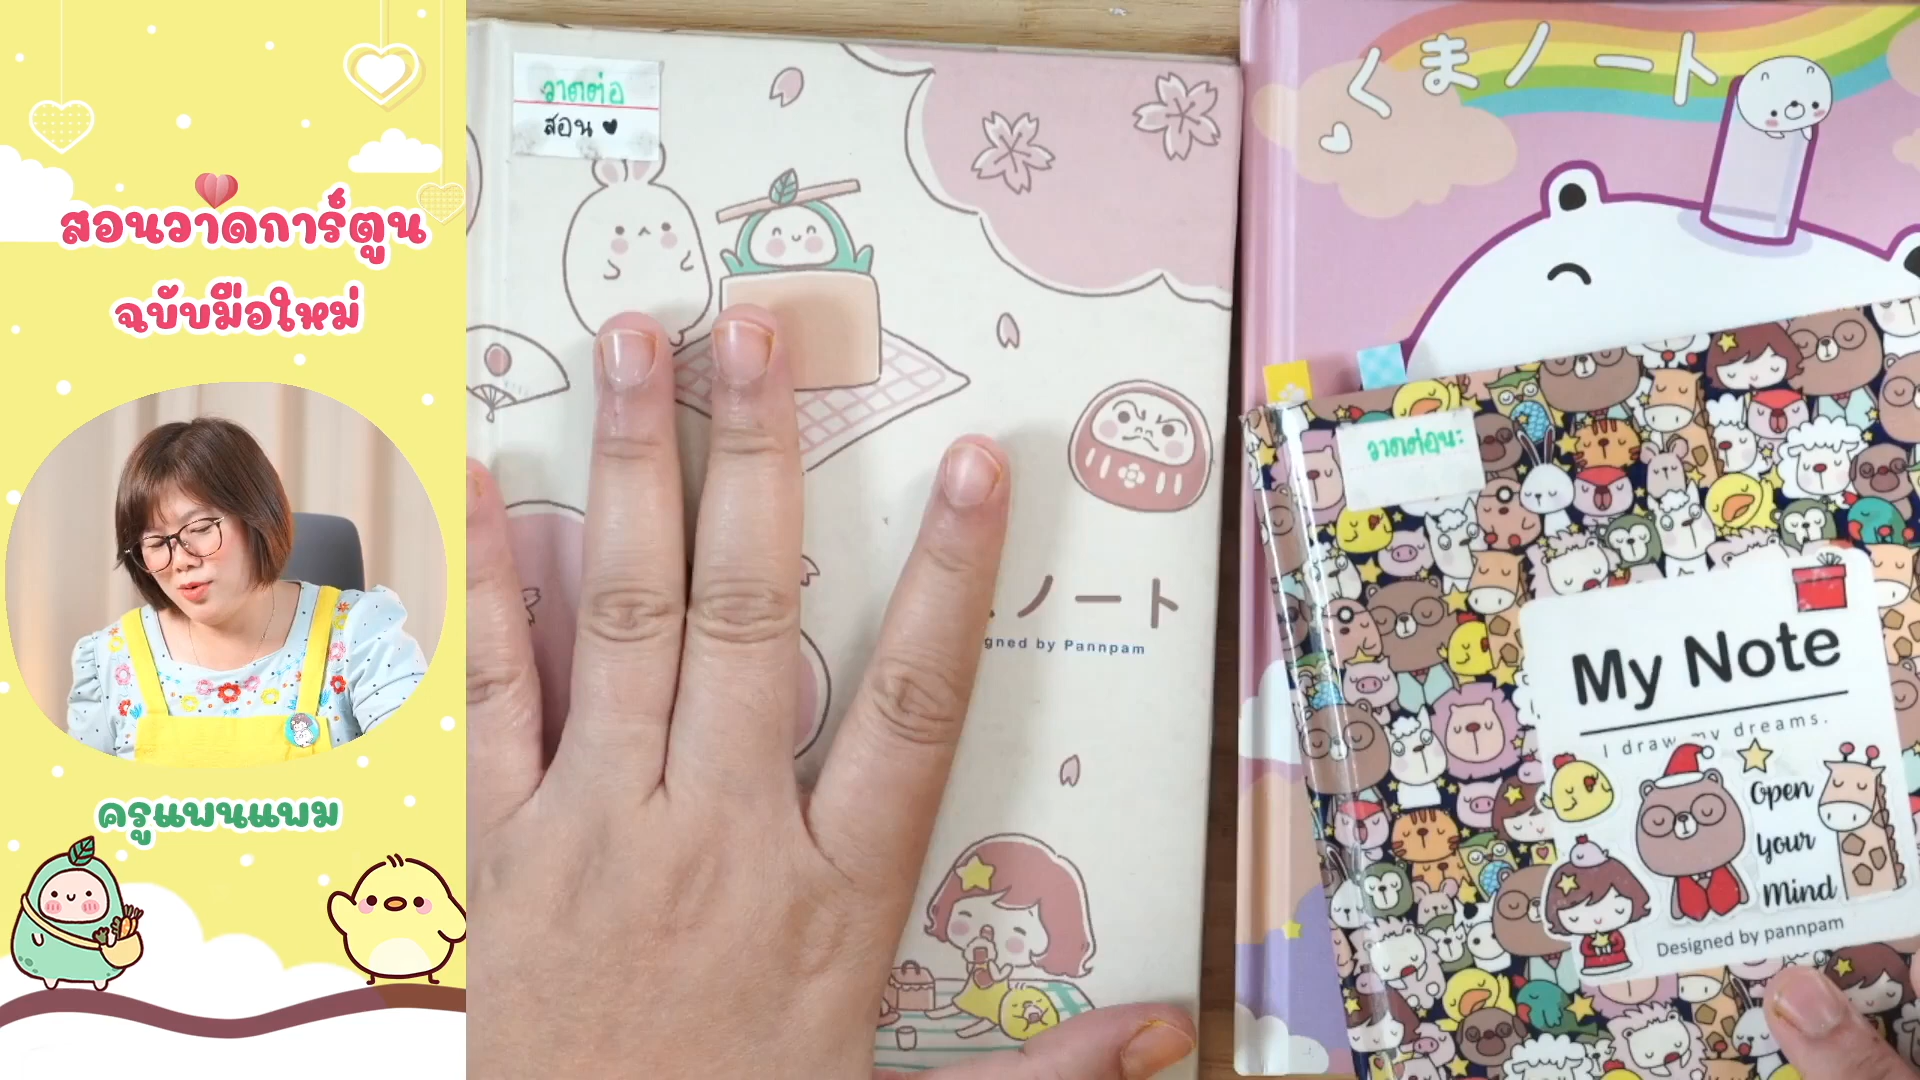 สอนวาดการ์ตูน
ฉบับมือใหม่
ครูแพนแพม
วาดต่อ
สอน ♥
ノート
gned by Pannpam
くまノート
วาดต่อนะ
My Note
I draw my dreams.
Open
Your
Mind
Designed by pannpam